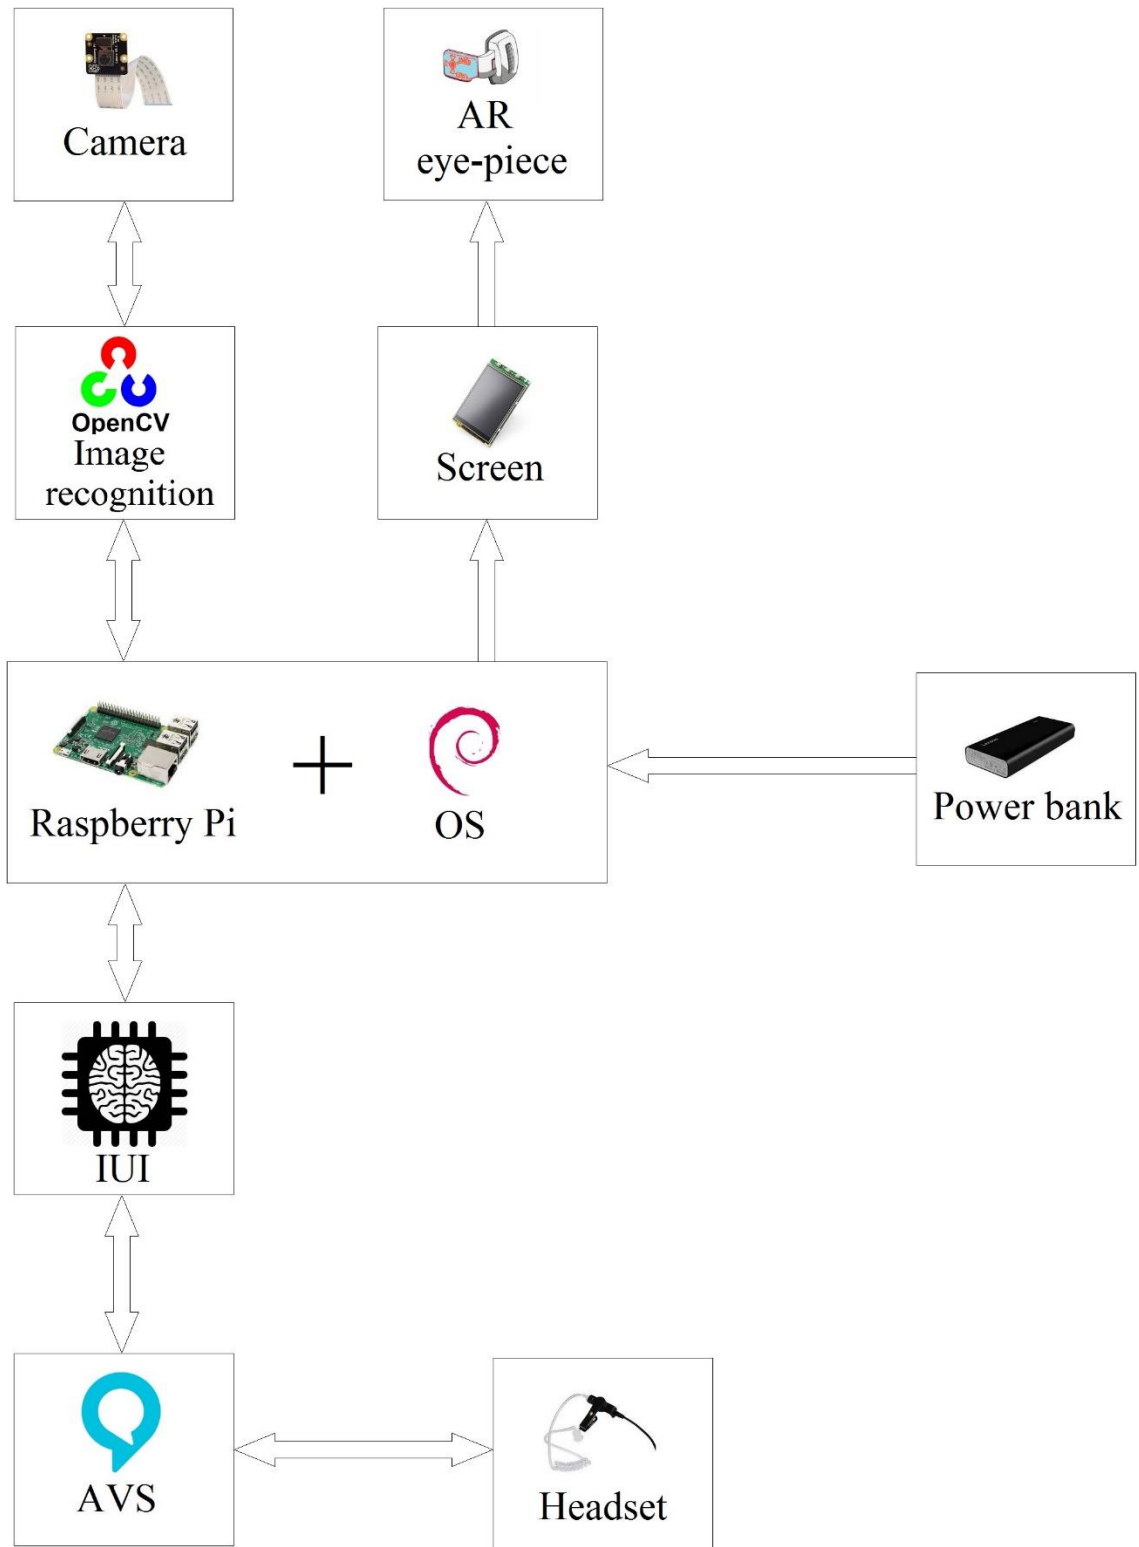 Camera
AR
eye-piece
OpenCV
Image
recognition
Screen
Raspberry Pi
+
OS
Power bank
IUI
AVS
Headset